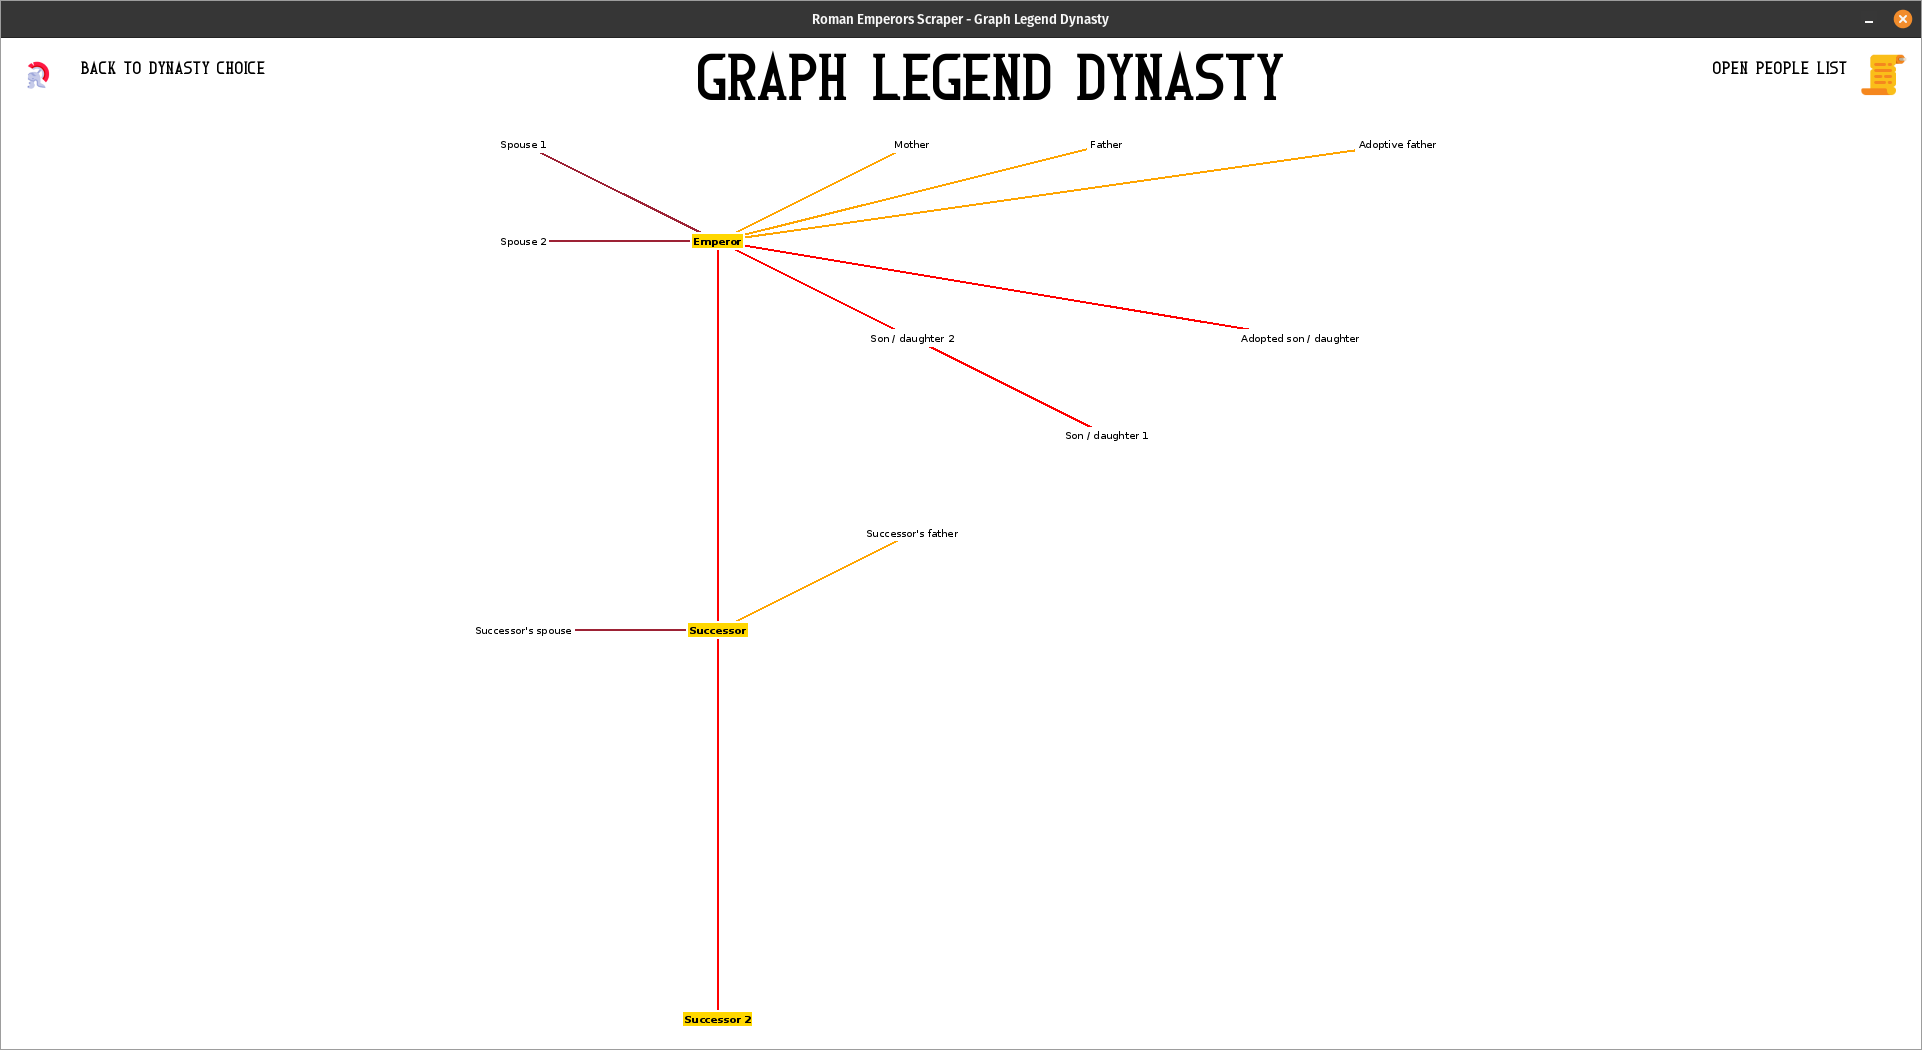 Roman Emperors Scraper - Graph Legend Dynasty
BACK TO DYNASTY CHOICE
GRAPH LEGEND DYNASTY
OPEN PEOPLE LIST
Spouse 1
Mother
Father
Adoptive father
Spouse 2
Emperor
Son / daughter 2
Adopted son / daughter
Son / daughter 1
Successor's father
Successor's spouse
Successor
Successor 2